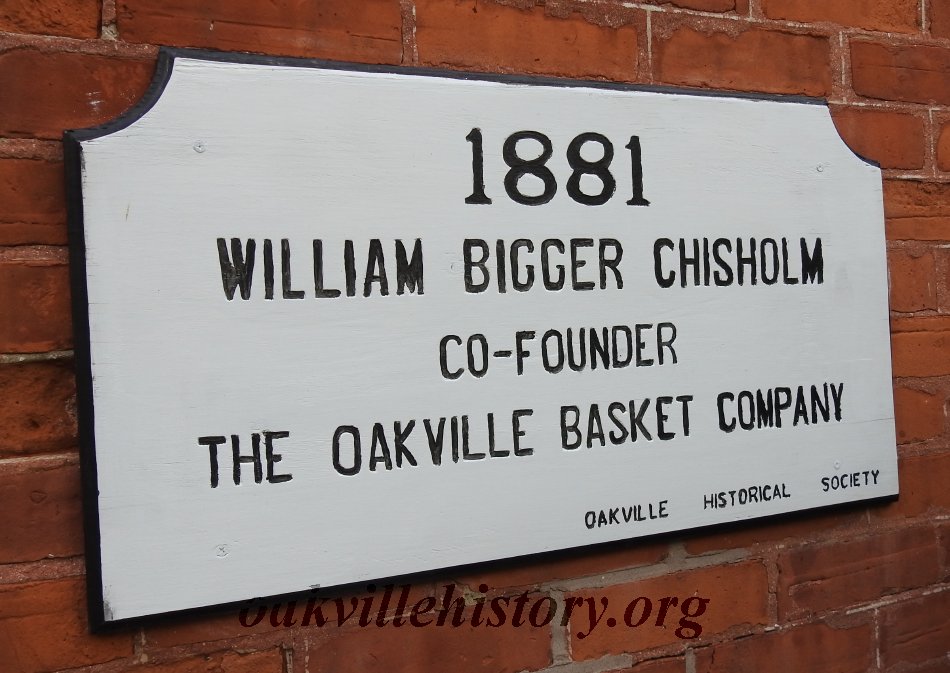 1881
WILLIAM BIGGER CHISHOLM
CO-FOUNDER
THE OAKVILLE BASKET COMPANY
OAKVILLE HISTORICAL SOCIETY
oakvillehistory.org